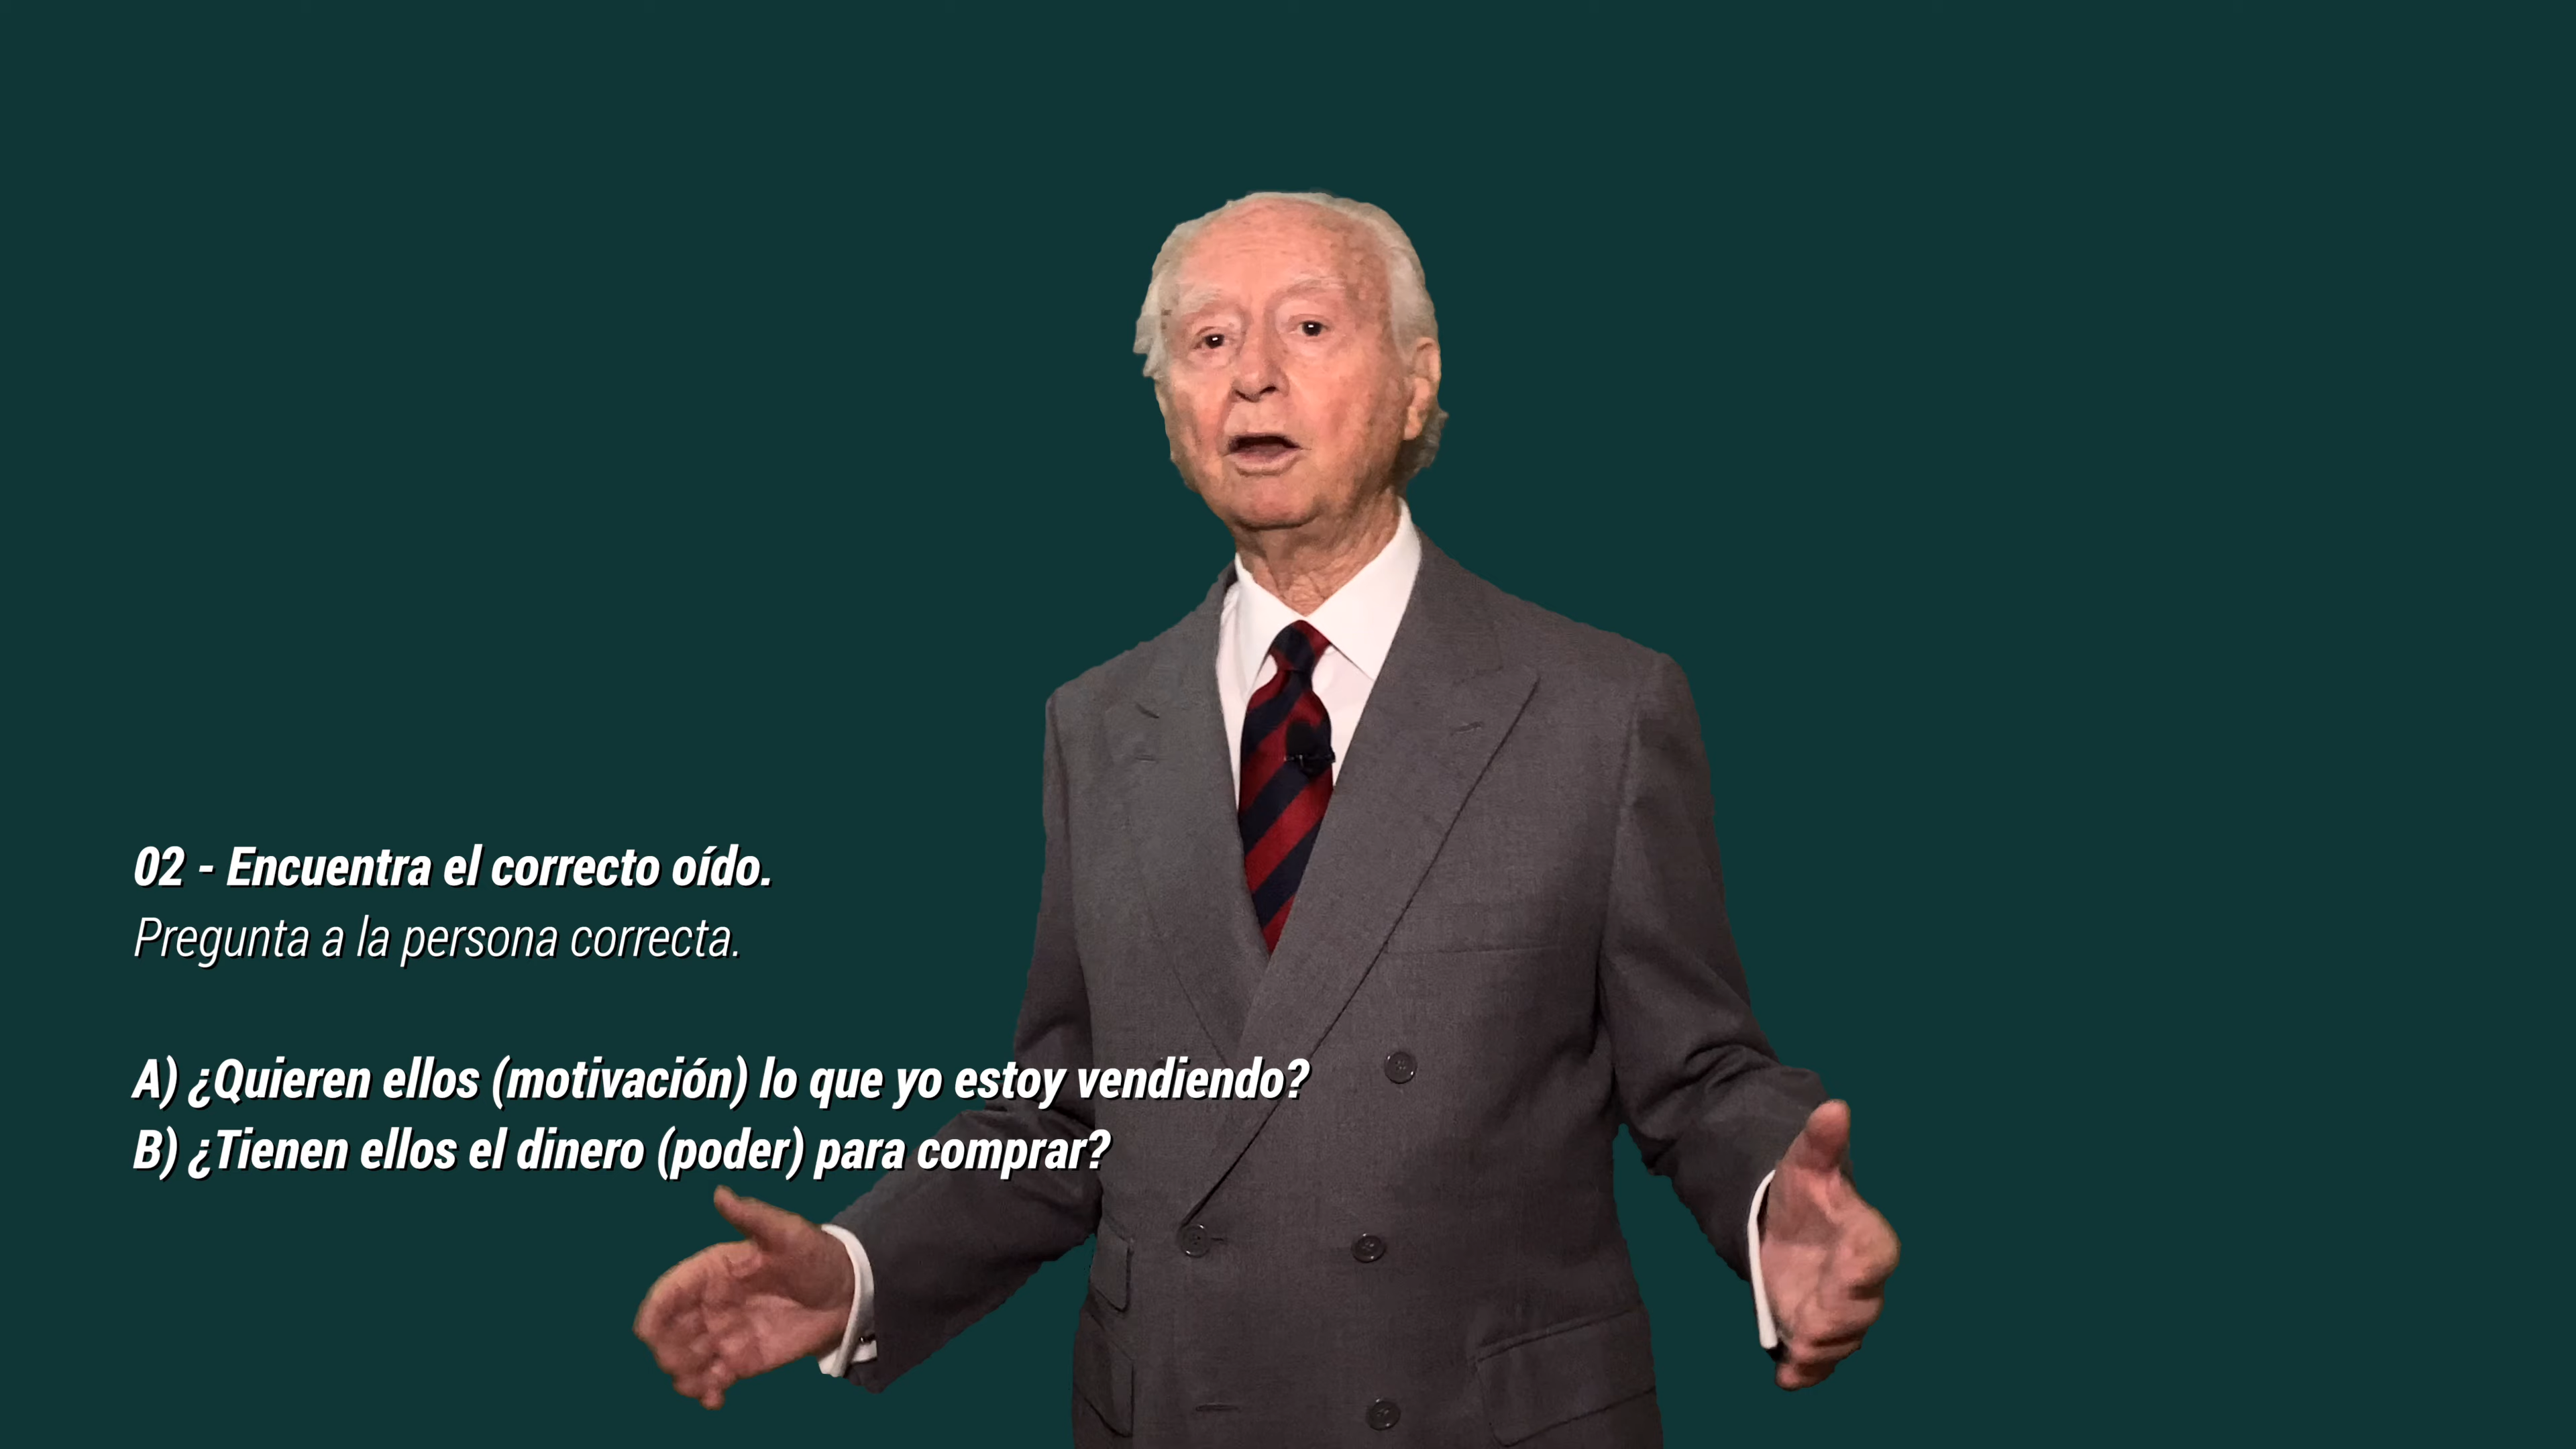 02 - Encuentra el correcto oído.
Pregunta a la persona correcta.
A) ¿Quieren ellos (motivación) lo que yo estoy vendiendo?
B) ¿Tienen ellos el dinero (poder) para comprar?